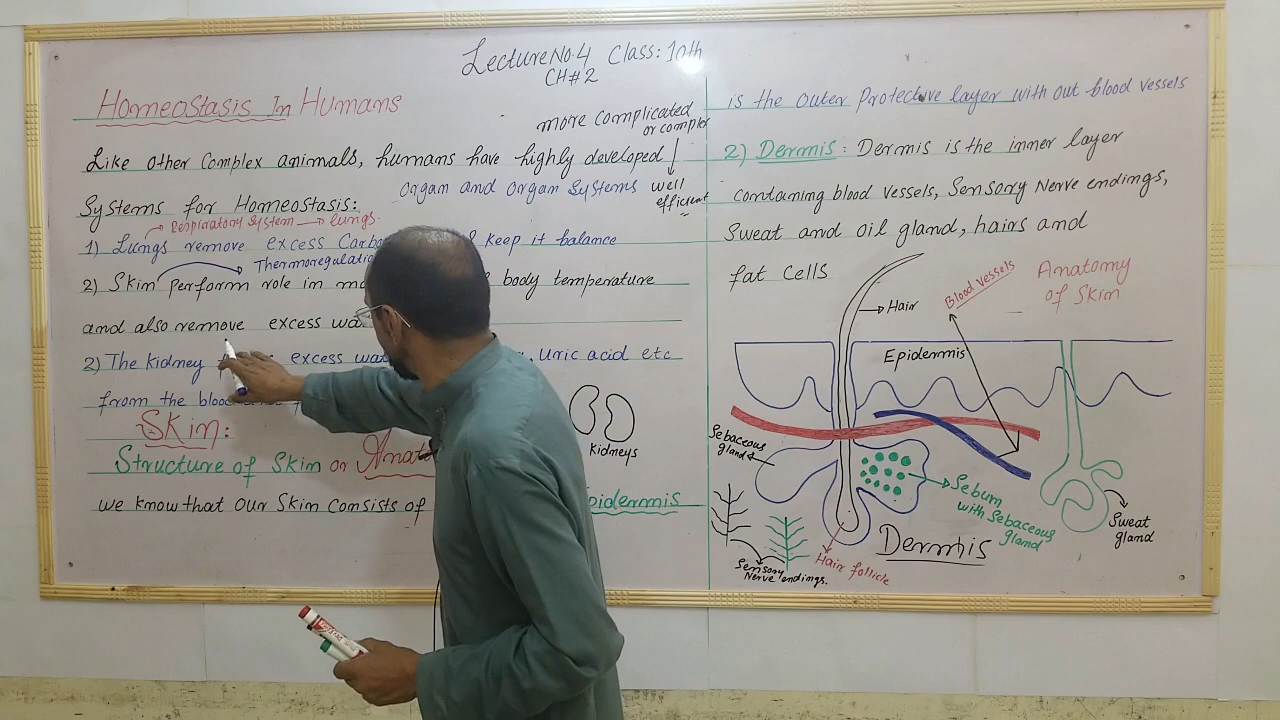 Lecture No.4 Class: 10th
CH#2
Homeostasis In Humans
more complicated
or complex
Like other complex animals, humans have highly developed
organ and organ systems
well
efficient
Systems for Homeostasis:
Respiratory System → lungs.
1) Lungs remove excess Carbo keep it balance
Thermoregulatio
2) Skin perform role in body temperature
and also remove excess wa
2) The kidney excess wa Uric acid etc
from the blood
kidneys
Skin:
Structure of Skin or Anat
we know that our Skin consists of pidermis
is the outer Protective layer with out blood vessels
2) Dermis: Dermis is the inner layer
containing blood vessels, Sensory Nerve endings,
Sweat and oil gland, hairs and
fat cells
Anatomy
of Skin
Blood vessels
Hair
Epidermis
Sebaceous
gland
Sebum
with Sebaceous
gland
Sweat
gland
Dermis
Hair follicle
Sensory
Nerve endings.